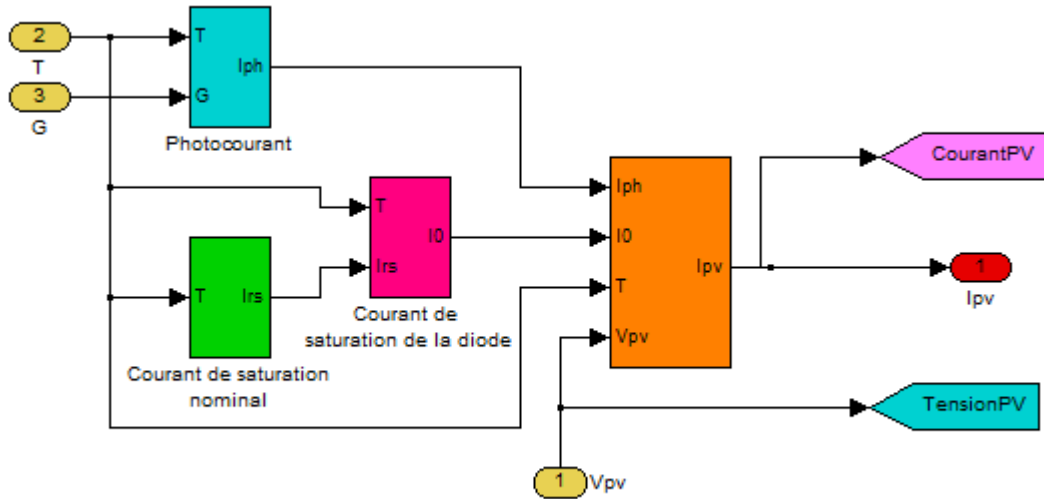 2
T
3
G
T
Iph
G
Photocourant
T
I0
Irs
Courant de
saturation de la diode
T
Irs
Courant de saturation
nominal
Iph
I0
Ipv
T
Vpv
CourantPV
1
Ipv
TensionPV
1
Vpv